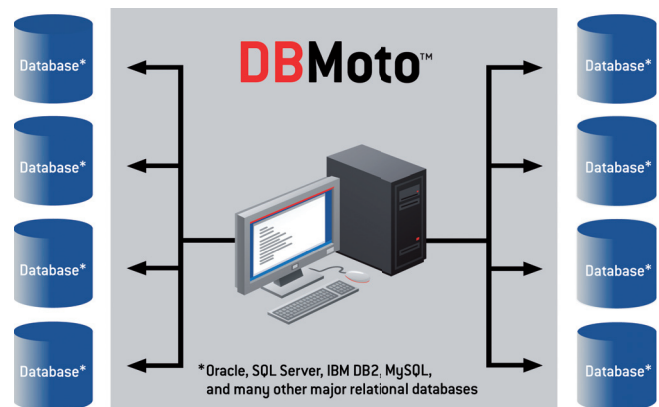 DBMoto™
Database*
Database*
Database*
Database*
Database*
Database*
Database*
Database*
*Oracle, SQL Server, IBM DB2, MySQL,
and many other major relational databases